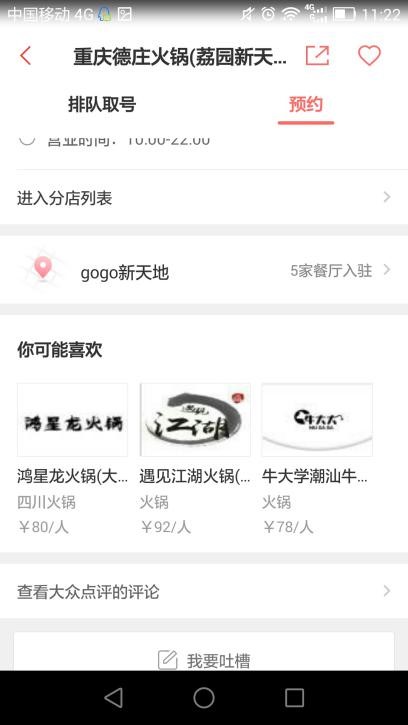 中国移动 4G 11:22
重庆德庄火锅(荔园新天...
排队取号 预约
营业时间：10:00-22:00
进入分店列表
gogo新天地 5家餐厅入驻
你可能喜欢
鸿星龙火锅 遇见 江湖 牛大大
鸿星龙火锅(大... 遇见江湖火锅(... 牛大学潮汕牛...
四川火锅 火锅 火锅
￥80/人 ￥92/人 ￥78/人
查看大众点评的评论
我要吐槽